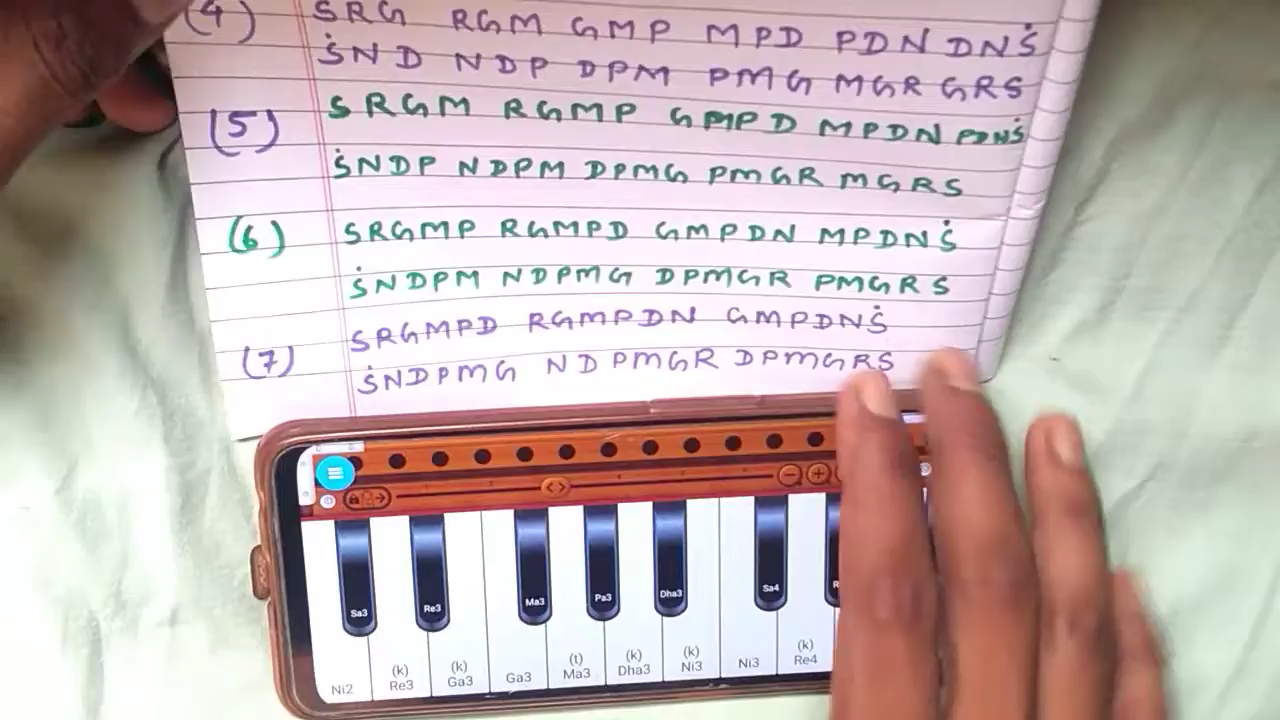 (4) SRG RGM GMP MPD PDN DNṠ
ṠND NDP DPM PMG MGR GRS
(5) SRGM RGMP GMPD MPDN PDNṠ
ṠNDP NDPM DPMG PMGR MGRS
(6) SRGMP RGMPD GMPDN MPDNṠ
ṠNDPM NDPMG DPMGR PMGRS
(7) SRGMPD RGMPDN GMPDNṠ
ṠNDPMG NDPMGR DPMGRS
Sa3 Re3 Ma3 Pa3 Dha3 Sa4
(k) (k) (t) (k) (k) (k)
Ni2 Re3 Ga3 Ga3 Ma3 Dha3 Ni3 Ni3 Re4